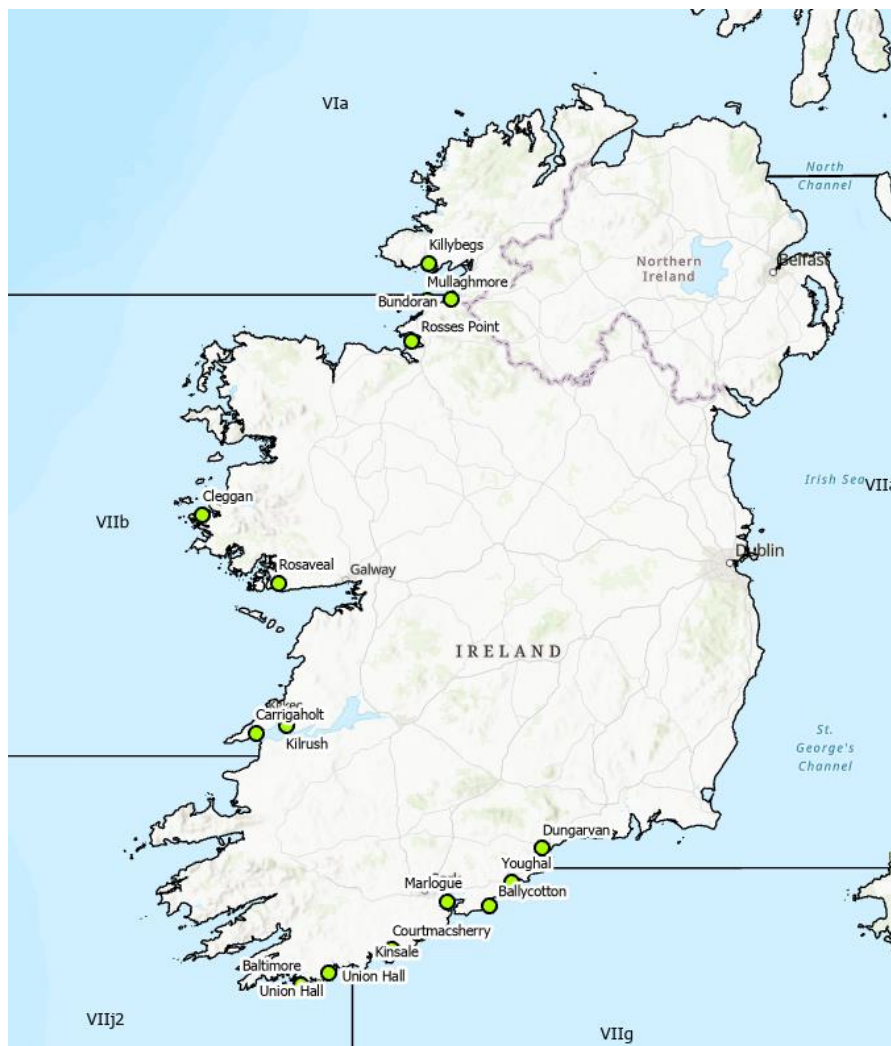 VIa
North
Channel
Killybegs
Northern
Ireland
Belfast
Mullaghmore
Bundoran
Rosses Point
Irish Sea
Cleggan
VIIb
Dublin
Rosaveal
Galway
IRELAND
Carrigaholt
Kilrush
St.
George's
Channel
Dungarvan
Youghal
Marlogue
Ballycotton
Courtmacsherry
Kinsale
Baltimore
Union Hall
Union Hall
VIIj2
VIIg